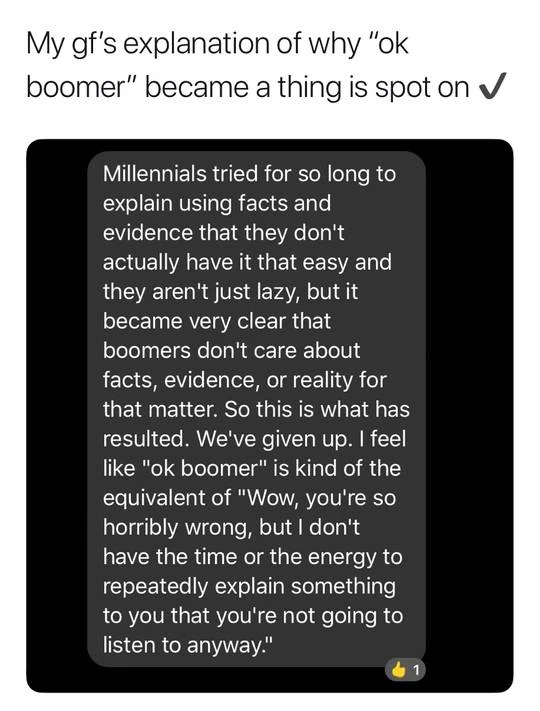 My gf’s explanation of why “ok
boomer” became a thing is spot on ✔
Millennials tried for so long to
explain using facts and
evidence that they don't
actually have it that easy and
they aren't just lazy, but it
became very clear that
boomers don't care about
facts, evidence, or reality for
that matter. So this is what has
resulted. We've given up. I feel
like "ok boomer" is kind of the
equivalent of "Wow, you're so
horribly wrong, but I don't
have the time or the energy to
repeatedly explain something
to you that you're not going to
listen to anyway."
👍 1